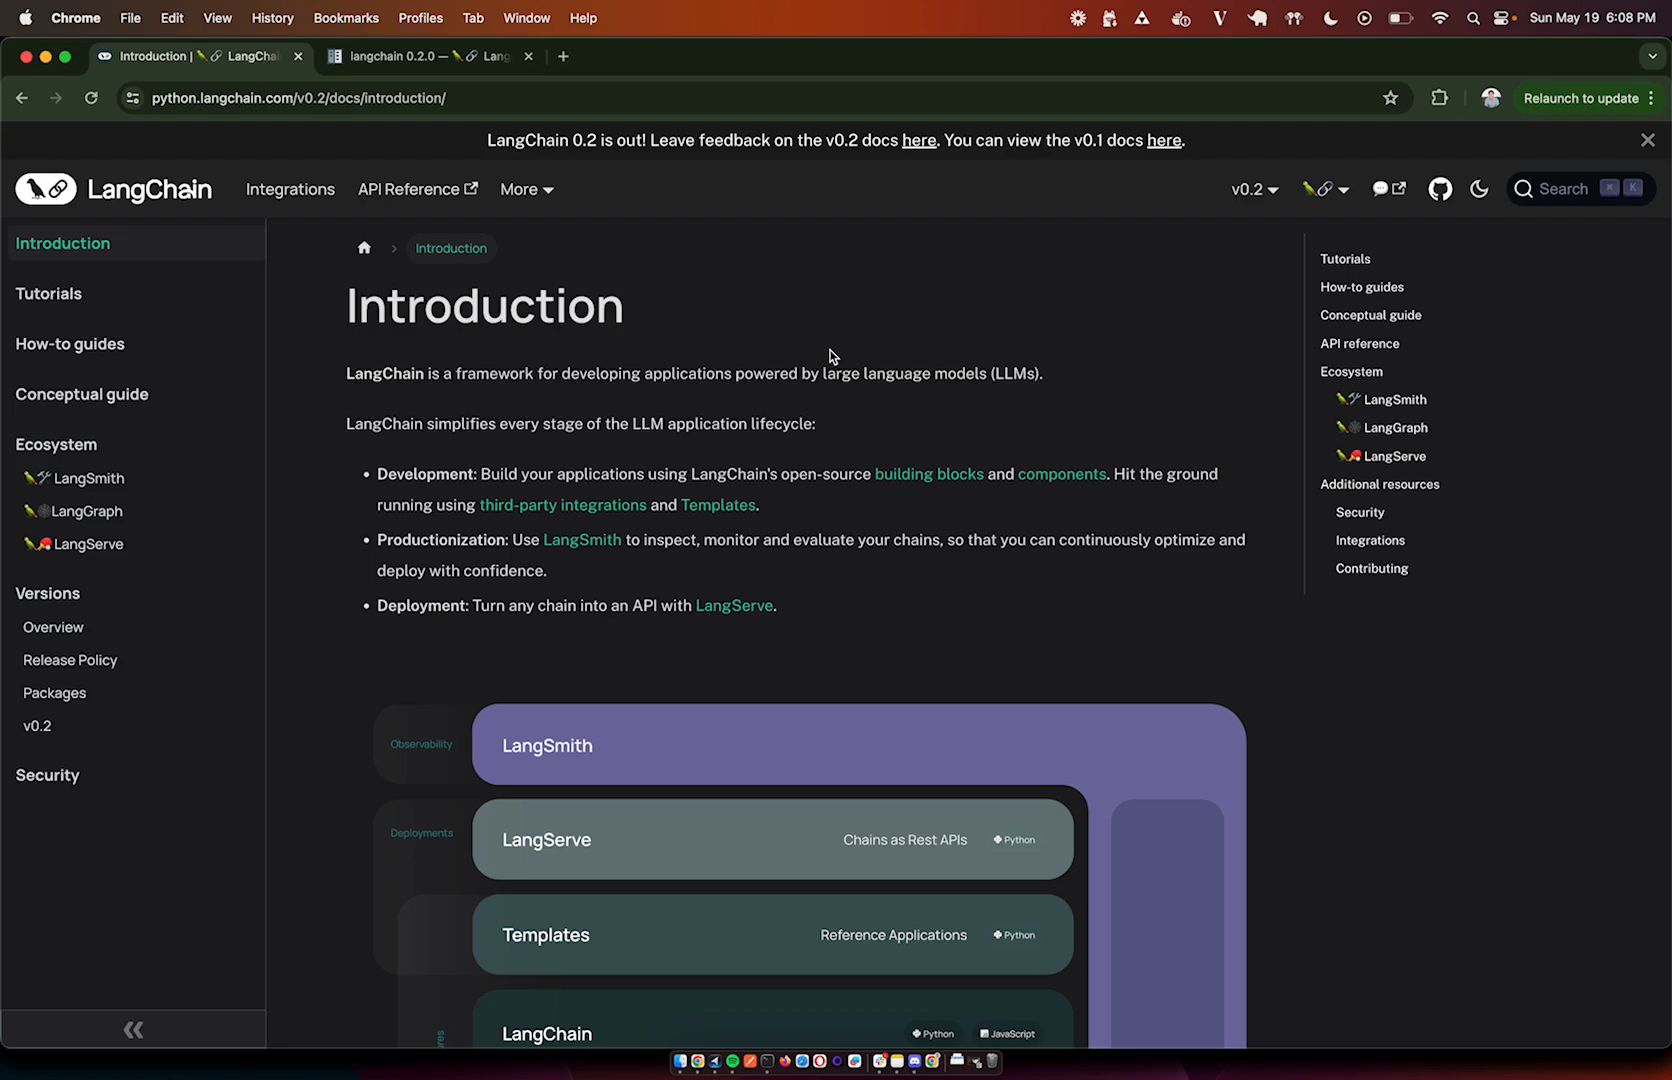 Chrome File Edit View History Bookmarks Profiles Tab Window Help Sun May 19 6:08 PM
Introduction | LangChai langchain 0.2.0 — Lang
python.langchain.com/v0.2/docs/introduction/ Relaunch to update
LangChain 0.2 is out! Leave feedback on the v0.2 docs here. You can view the v0.1 docs here.
LangChain Integrations API Reference More v0.2 Search ⌘ K
Introduction
Tutorials
How-to guides
Conceptual guide
Ecosystem
LangSmith
LangGraph
LangServe
Versions
Overview
Release Policy
Packages
v0.2
Security
Introduction
Introduction
LangChain is a framework for developing applications powered by large language models (LLMs).
LangChain simplifies every stage of the LLM application lifecycle:
• Development: Build your applications using LangChain's open-source building blocks and components. Hit the ground
running using third-party integrations and Templates.
• Productionization: Use LangSmith to inspect, monitor and evaluate your chains, so that you can continuously optimize and
deploy with confidence.
• Deployment: Turn any chain into an API with LangServe.
Observability LangSmith
Deployments LangServe Chains as Rest APIs Python
Templates Reference Applications Python
LangChain Python JavaScript
Tutorials
How-to guides
Conceptual guide
API reference
Ecosystem
LangSmith
LangGraph
LangServe
Additional resources
Security
Integrations
Contributing